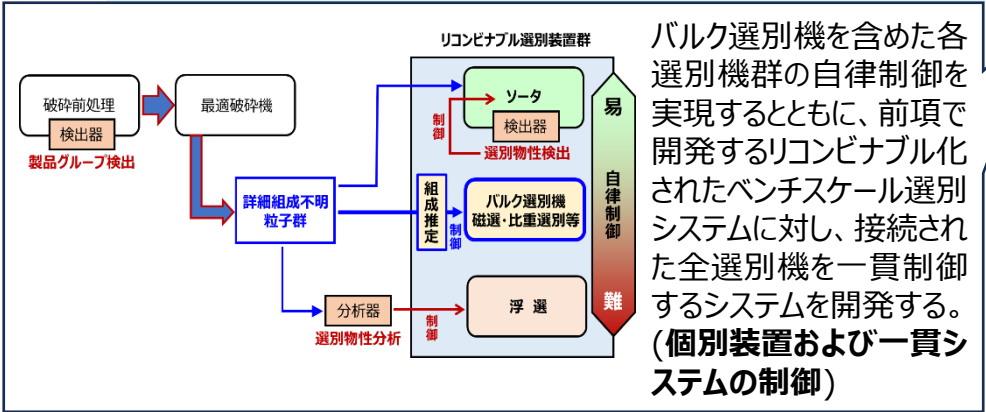 リコンビナブル選別装置群
破砕前処理
検出器
製品グループ検出
最適破砕機
詳細組成不明
粒子群
ソータ
検出器
選別物性検出
制御
組成推定
制御
バルク選別機
磁選・比重選別等
分析器
選別物性分析
制御
浮 選
易
自律制御
難
バルク選別機を含めた各
選別機群の自律制御を
実現するとともに、前項で
開発するリコンビナブル化
されたベンチスケール選別
システムに対し、接続され
た全選別機を一貫制御
するシステムを開発する。
(個別装置および一貫シ
ステムの制御)